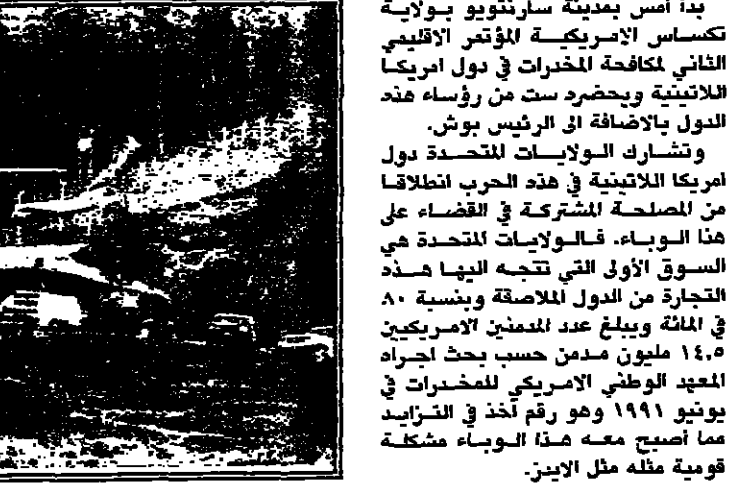 بدأ أمس بمدينة سارنتويو بولاية
تكساس الامريكية المؤتمر الاقليمي
الثاني لمكافحة المخدرات في دول امريكا
اللاتينية ويحضره ست من رؤساء هذه
الدول بالاضافة الى الرئيس بوش.
وتشارك الولايات المتحدة دول
امريكا اللاتينية في هذه الحرب انطلاقا
من المصلحة المشتركة في القضاء على
هذا الوباء. فالولايات المتحدة هي
السوق الأولى التي تتجه اليها هذه
التجارة من الدول الملاصقة وبنسبة ٨٠
في المائة ويبلغ عدد المدمنين الامريكيين
١٤,٥ مليون مدمن حسب بحث اجراه
المعهد الوطني الامريكي للمخدرات في
يونيو ١٩٩١ وهو رقم آخذ في التزايد
مما أصبح معه هذا الوباء مشكلة
قومية مثله مثل الايدز.